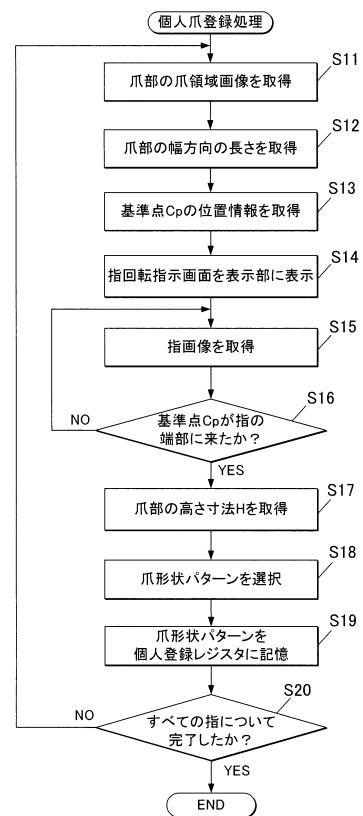 個人爪登録処理
S11
爪部の爪領域画像を取得
S12
爪部の幅方向の長さを取得
S13
基準点Cpの位置情報を取得
S14
指回転指示画面を表示部に表示
S15
指画像を取得
S16
基準点Cpが指の
端部に来たか?
NO
YES
S17
爪部の高さ寸法Hを取得
S18
爪形状パターンを選択
S19
爪形状パターンを
個人登録レジスタに記憶
S20
すべての指について
完了したか?
NO
YES
END